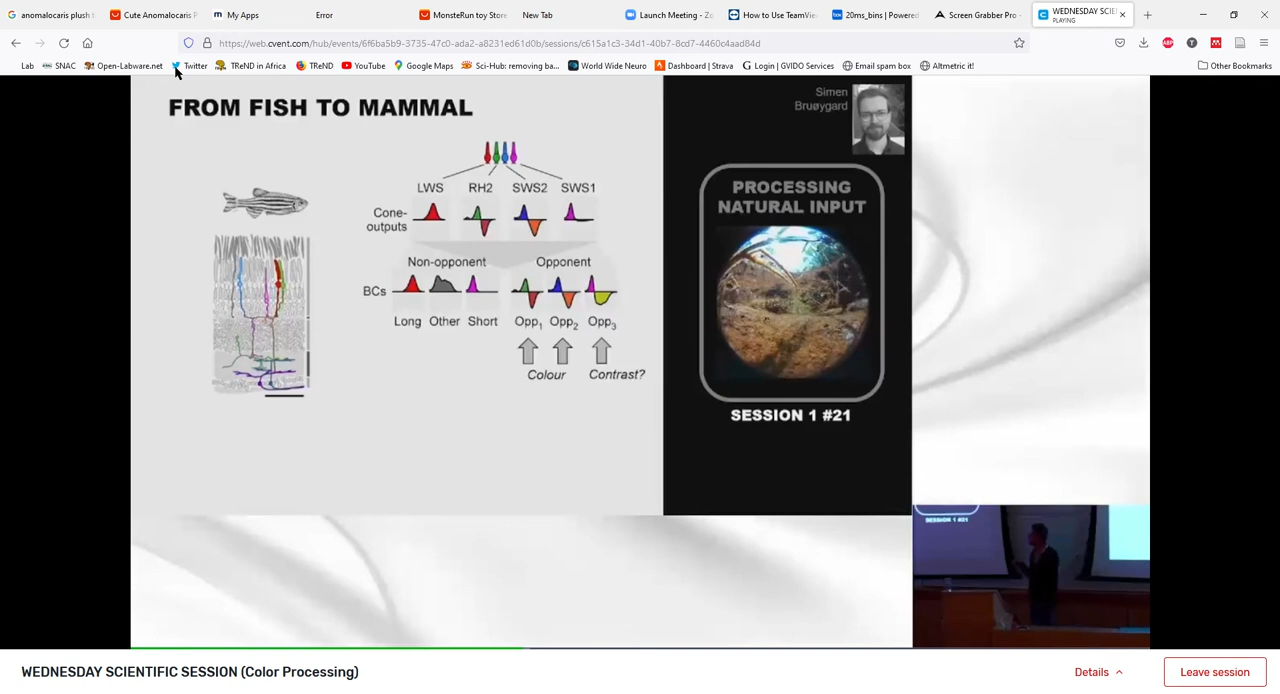 anomalocaris plush t
Cute Anomalocaris P
My Apps
Error
MonsteRun toy Store
New Tab
Launch Meeting - Zo
How to Use TeamVie
20ms_bins | Powered
Screen Grabber Pro -
WEDNESDAY SCIE
PLAYING
https://web.cvent.com/hub/events/6f6ba5b9-3735-47c0-ada2-a8231ed61d0b/sessions/c615a1c3-34d1-40b7-8cd7-4460c4aad84d
Lab
SNAC
Open-Labware.net
Twitter
TReND in Africa
TReND
YouTube
Google Maps
Sci-Hub: removing ba...
World Wide Neuro
Dashboard | Strava
Login | GVIDO Services
Email spam box
Altmetric it!
Other Bookmarks
FROM FISH TO MAMMAL
LWS RH2 SWS2 SWS1
Cone-
outputs
Non-opponent Opponent
BCs
Long Other Short Opp1 Opp2 Opp3
Colour Contrast?
Simen
Bruøygard
PROCESSING
NATURAL INPUT
SESSION 1 #21
SESSION 1 #21
WEDNESDAY SCIENTIFIC SESSION (Color Processing)
Details
Leave session